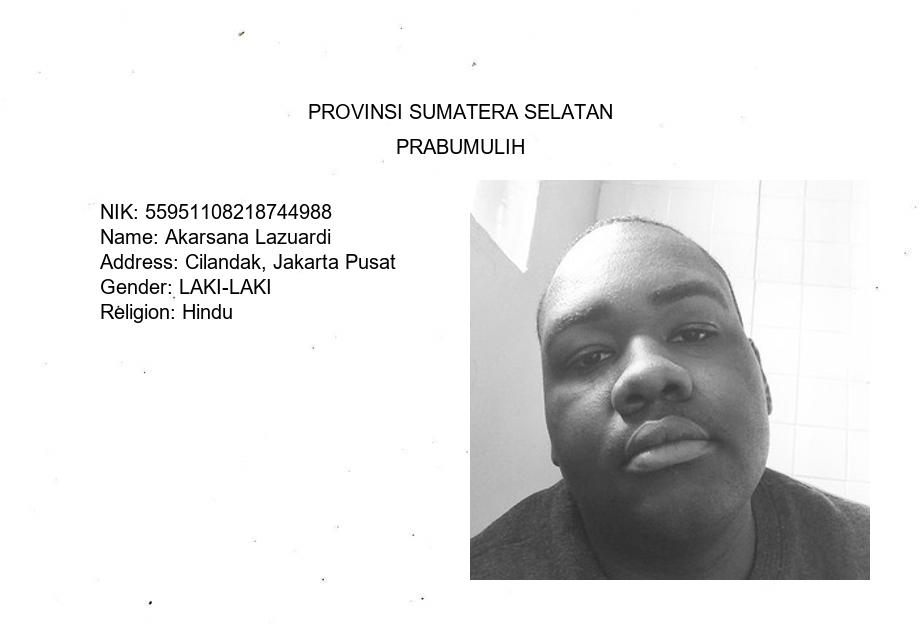 PROVINSI SUMATERA SELATAN
PRABUMULIH
NIK: 55951108218744988
Name: Akarsana Lazuardi
Address: Cilandak, Jakarta Pusat
Gender: LAKI-LAKI
Religion: Hindu